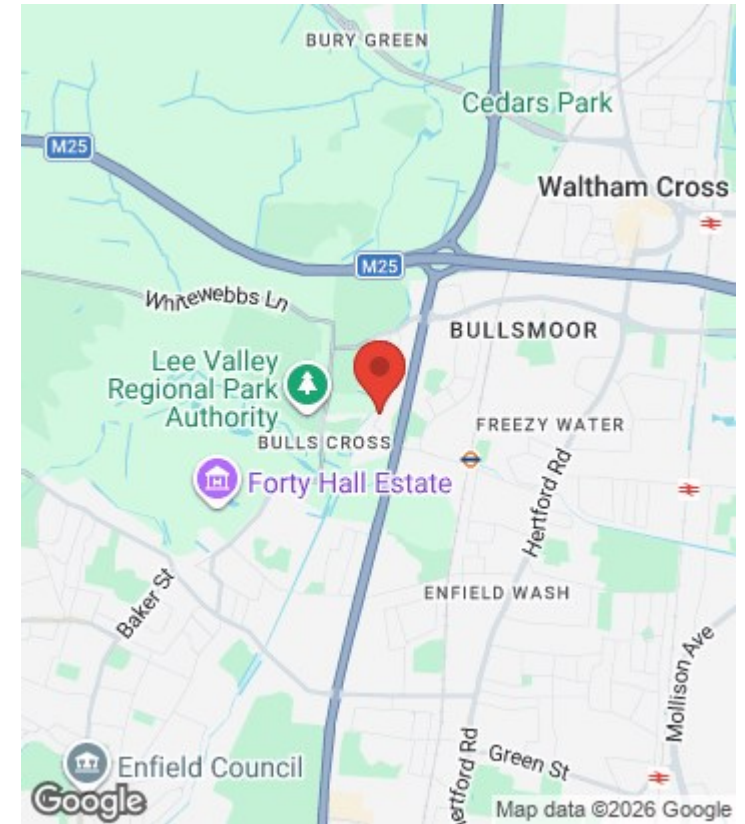 BURY GREEN
Cedars Park
M25
Waltham Cross
M25
Whitewebbs Ln
BULLSMOOR
Lee Valley
Regional Park
Authority
FREEZY WATER
BULLS CROSS
Forty Hall Estate
Hertford Rd
Baker St
ENFIELD WASH
Mollison Ave
Green St
Enfield Council
ertford Rd
Google
Map data ©2026 Google